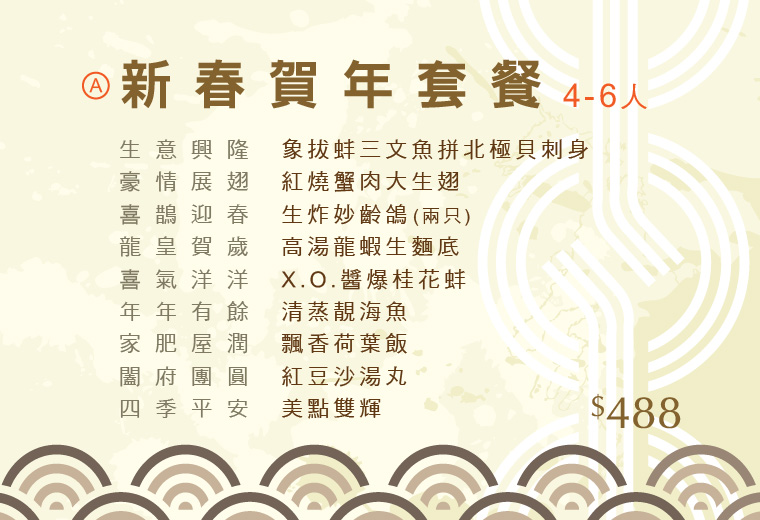 Ⓐ 新春賀年套餐 4-6人
生意興隆 象拔蚌三文魚拼北極貝刺身
豪情展翅 紅燒蟹肉大生翅
喜鵲迎春 生炸妙齡鴿(兩只)
龍皇賀歲 高湯龍蝦生麵底
喜氣洋洋 X.O.醬爆桂花蚌
年年有餘 清蒸靚海魚
家肥屋潤 飄香荷葉飯
闔府團圓 紅豆沙湯丸
四季平安 美點雙輝
$488